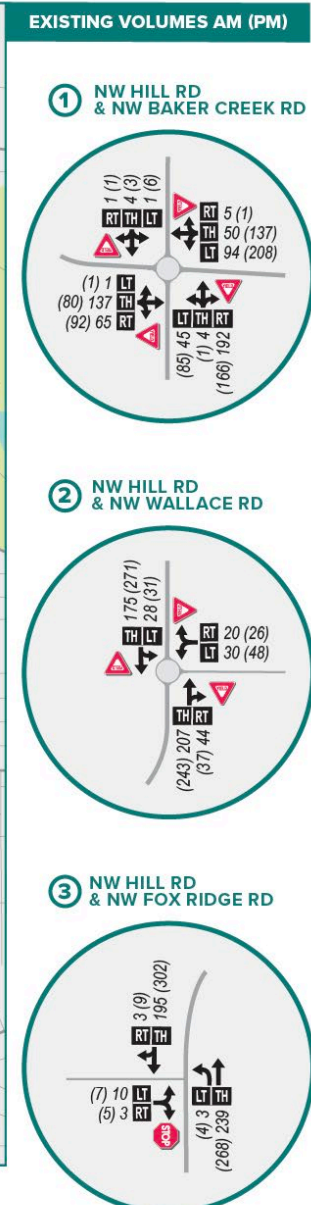 EXISTING VOLUMES AM (PM)
1 NW HILL RD
& NW BAKER CREEK RD
1 (1)
4 (3)
1 (6)
RT TH LT
RT 5 (1)
TH 50 (137)
LT 94 (208)
(1) 1 LT
(80) 137 TH
(92) 65 RT
LT TH RT
(85) 45
(1) 4
(166) 192
2 NW HILL RD
& NW WALLACE RD
175 (271)
28 (31)
TH LT
RT 20 (26)
LT 30 (48)
TH RT
(243) 207
(37) 44
3 NW HILL RD
& NW FOX RIDGE RD
3 (9)
195 (302)
RT TH
(7) 10 LT
(5) 3 RT
STOP
LT TH
(4) 3
(268) 239